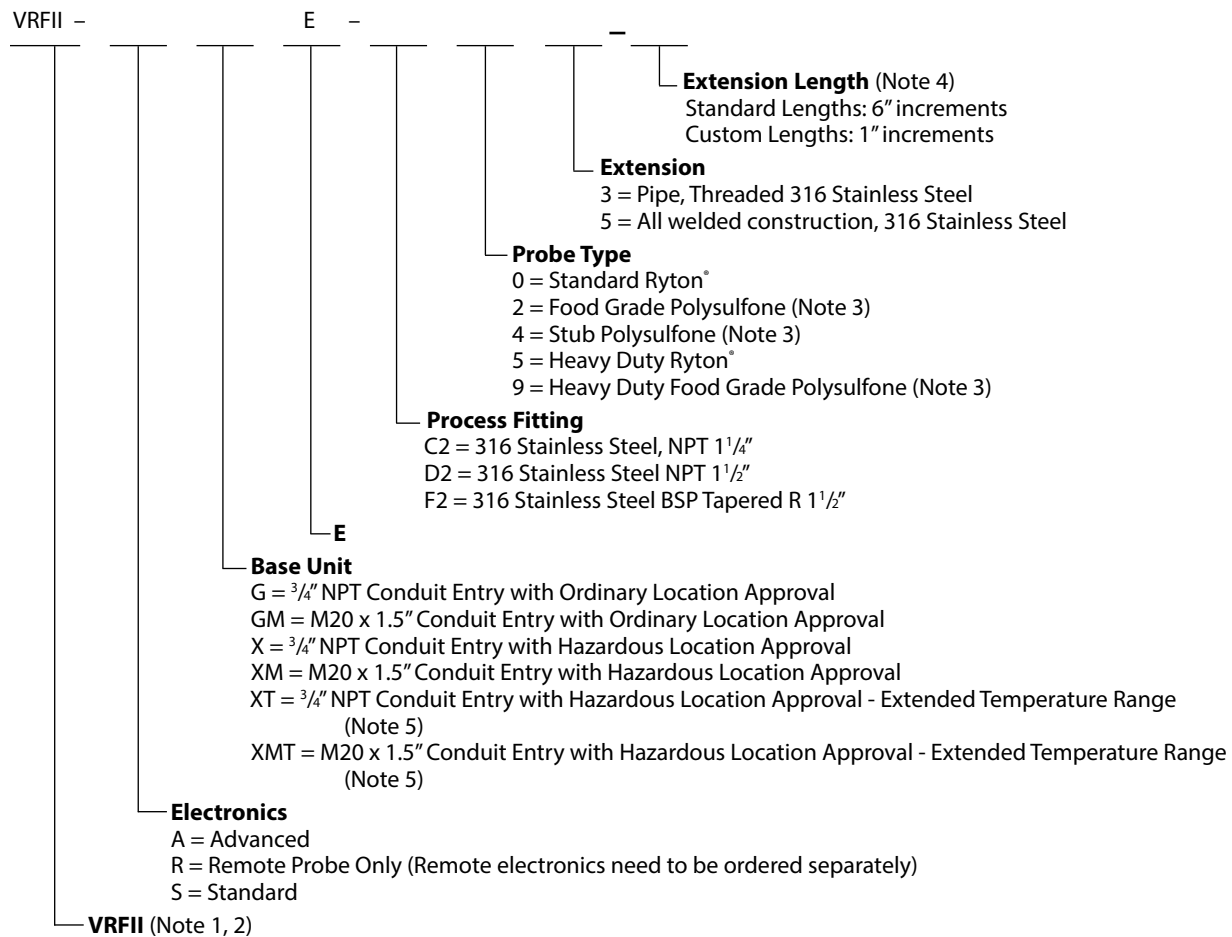 VRFII – E –
–
Extension Length (Note 4)
Standard Lengths: 6” increments
Custom Lengths: 1” increments
Extension
3 = Pipe, Threaded 316 Stainless Steel
5 = All welded construction, 316 Stainless Steel
Probe Type
0 = Standard Ryton®
2 = Food Grade Polysulfone (Note 3)
4 = Stub Polysulfone (Note 3)
5 = Heavy Duty Ryton®
9 = Heavy Duty Food Grade Polysulfone (Note 3)
Process Fitting
C2 = 316 Stainless Steel, NPT 1 1/4”
D2 = 316 Stainless Steel NPT 1 1/2”
F2 = 316 Stainless Steel BSP Tapered R 1 1/2”
E
Base Unit
G = 3/4” NPT Conduit Entry with Ordinary Location Approval
GM = M20 x 1.5” Conduit Entry with Ordinary Location Approval
X = 3/4” NPT Conduit Entry with Hazardous Location Approval
XM = M20 x 1.5” Conduit Entry with Hazardous Location Approval
XT = 3/4” NPT Conduit Entry with Hazardous Location Approval - Extended Temperature Range
(Note 5)
XMT = M20 x 1.5” Conduit Entry with Hazardous Location Approval - Extended Temperature Range
(Note 5)
Electronics
A = Advanced
R = Remote Probe Only (Remote electronics need to be ordered separately)
S = Standard
VRFII (Note 1, 2)